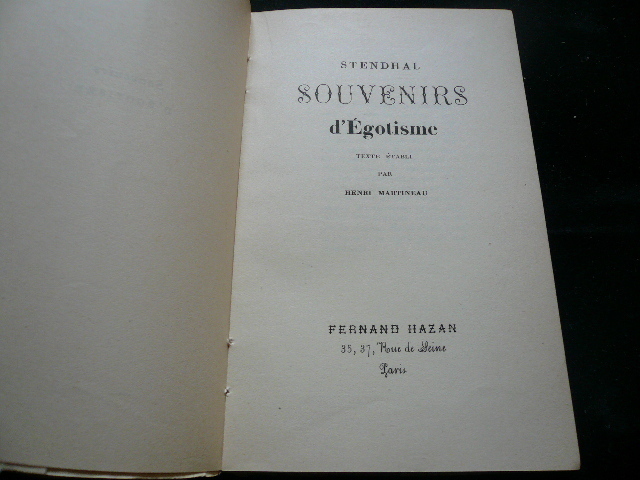 STENDHAL
SOUVENIRS
d'Égotisme
TEXTE ÉTABLI
PAR
HENRI MARTINEAU
FERNAND HAZAN
35, 37, Rue de Seine
Paris